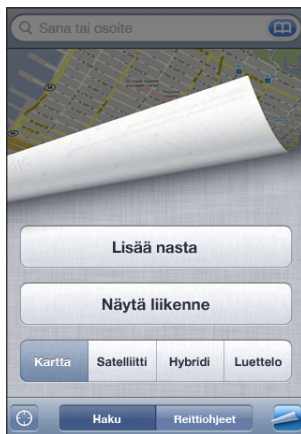 Sana tai osoite
Lisää nasta
Näytä liikenne
Kartta Satelliitti Hybridi Luettelo
Haku Reittiohjeet